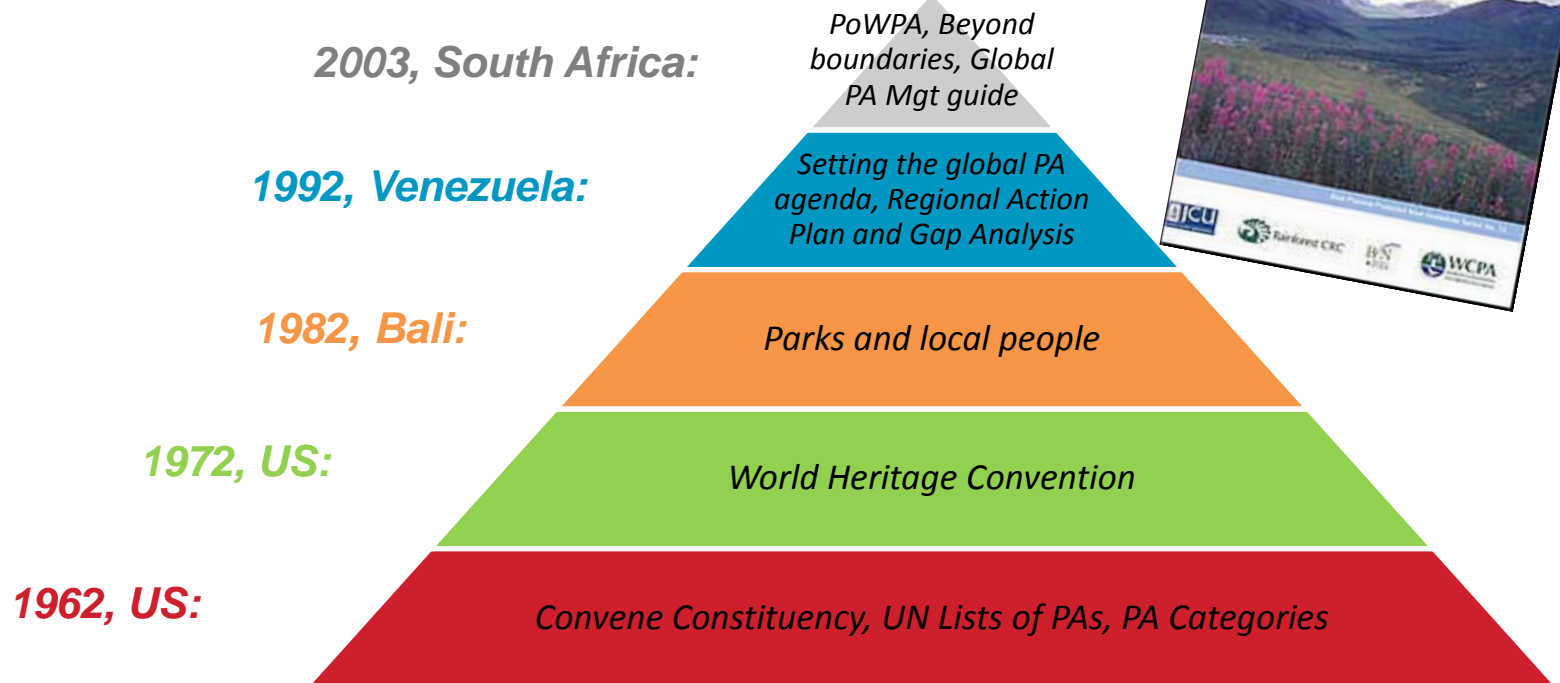 2003, South Africa:
PoWPA, Beyond
boundaries, Global
PA Mgt guide
1992, Venezuela:
Setting the global PA
agenda, Regional Action
Plan and Gap Analysis
1982, Bali:
Parks and local people
1972, US:
World Heritage Convention
1962, US:
Convene Constituency, UN Lists of PAs, PA Categories
Rainforest CRC
WCPA